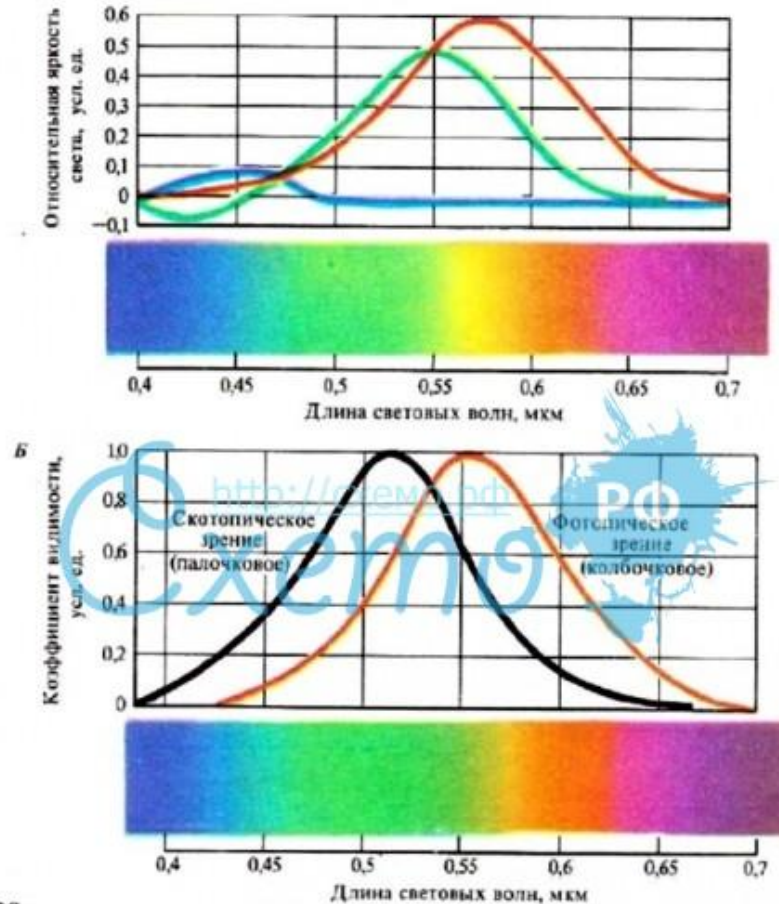 Относительная яркость
света, усл. ед.
0.6
0,5
0,4
0,3
0,2
0,1
0
−0,1
0,4 0,45 0,5 0,55 0,6 0,65 0,7
Длина световых волн, мкм
Б
Коэффициент видимости,
усл. ед.
1,0
0,8
0,6
0,4
0,2
0
http://схемо.рф
Схемо
РФ
Скотопическое
зрение
(палочковое)
Фотопическое
зрение
(колбочковое)
0,4 0,45 0,5 0,55 0,6 0,65 0,7
Длина световых волн, мкм